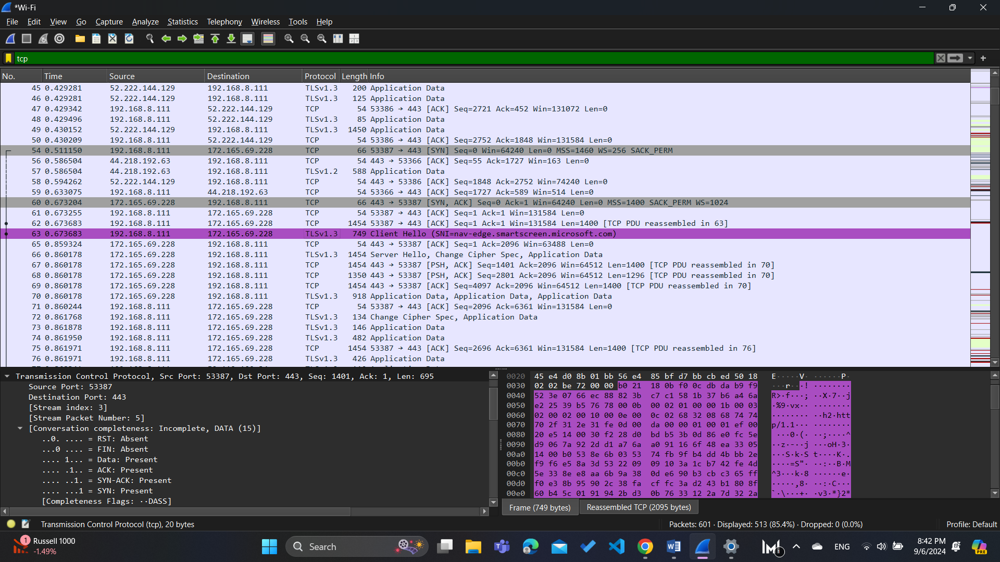 *Wi-Fi
File Edit View Go Capture Analyze Statistics Telephony Wireless Tools Help
tcp
No. Time Source Destination Protocol Length Info
45 0.429281 52.222.144.129 192.168.8.111 TLSv1.3 200 Application Data
46 0.429281 52.222.144.129 192.168.8.111 TLSv1.3 125 Application Data
47 0.429342 192.168.8.111 52.222.144.129 TCP 54 53386 → 443 [ACK] Seq=2721 Ack=452 Win=131072 Len=0
48 0.429496 192.168.8.111 52.222.144.129 TLSv1.3 85 Application Data
49 0.430152 52.222.144.129 192.168.8.111 TLSv1.3 1450 Application Data
50 0.430209 192.168.8.111 52.222.144.129 TCP 54 53386 → 443 [ACK] Seq=2752 Ack=1848 Win=131584 Len=0
54 0.511150 192.168.8.111 172.165.69.228 TCP 66 53387 → 443 [SYN] Seq=0 Win=64240 Len=0 MSS=1460 WS=256 SACK_PERM
56 0.586504 44.218.192.63 192.168.8.111 TCP 54 443 → 53366 [ACK] Seq=55 Ack=1727 Win=163 Len=0
57 0.586504 44.218.192.63 192.168.8.111 TLSv1.2 588 Application Data
58 0.594262 52.222.144.129 192.168.8.111 TCP 54 443 → 53386 [ACK] Seq=1848 Ack=2752 Win=74240 Len=0
59 0.633075 192.168.8.111 44.218.192.63 TCP 54 53366 → 443 [ACK] Seq=1727 Ack=589 Win=514 Len=0
60 0.673204 172.165.69.228 192.168.8.111 TCP 66 443 → 53387 [SYN, ACK] Seq=0 Ack=1 Win=64240 Len=0 MSS=1400 SACK_PERM WS=1024
61 0.673255 192.168.8.111 172.165.69.228 TCP 54 53387 → 443 [ACK] Seq=1 Ack=1 Win=131584 Len=0
62 0.673683 192.168.8.111 172.165.69.228 TCP 1454 53387 → 443 [ACK] Seq=1 Ack=1 Win=131584 Len=1400 [TCP PDU reassembled in 63]
63 0.673683 192.168.8.111 172.165.69.228 TLSv1.3 749 Client Hello (SNI=nav-edge.smartscreen.microsoft.com)
65 0.859324 172.165.69.228 192.168.8.111 TCP 54 443 → 53387 [ACK] Seq=1 Ack=2096 Win=63488 Len=0
66 0.860178 172.165.69.228 192.168.8.111 TLSv1.3 1454 Server Hello, Change Cipher Spec, Application Data
67 0.860178 172.165.69.228 192.168.8.111 TCP 1454 443 → 53387 [PSH, ACK] Seq=1401 Ack=2096 Win=64512 Len=1400 [TCP PDU reassembled in 70]
68 0.860178 172.165.69.228 192.168.8.111 TCP 1350 443 → 53387 [PSH, ACK] Seq=2801 Ack=2096 Win=64512 Len=1296 [TCP PDU reassembled in 70]
69 0.860178 172.165.69.228 192.168.8.111 TCP 1454 443 → 53387 [ACK] Seq=4097 Ack=2096 Win=64512 Len=1400 [TCP PDU reassembled in 70]
70 0.860178 172.165.69.228 192.168.8.111 TLSv1.3 918 Application Data, Application Data, Application Data
71 0.860244 192.168.8.111 172.165.69.228 TCP 54 53387 → 443 [ACK] Seq=2096 Ack=6361 Win=131584 Len=0
72 0.861768 192.168.8.111 172.165.69.228 TLSv1.3 134 Change Cipher Spec, Application Data
73 0.861878 192.168.8.111 172.165.69.228 TLSv1.3 146 Application Data
74 0.861950 192.168.8.111 172.165.69.228 TLSv1.3 482 Application Data
75 0.861971 192.168.8.111 172.165.69.228 TCP 1454 53387 → 443 [ACK] Seq=2696 Ack=6361 Win=131584 Len=1400 [TCP PDU reassembled in 76]
76 0.861971 192.168.8.111 172.165.69.228 TLSv1.3 426 Application Data
Transmission Control Protocol, Src Port: 53387, Dst Port: 443, Seq: 1401, Ack: 1, Len: 695
Source Port: 53387
Destination Port: 443
[Stream index: 3]
[Stream Packet Number: 5]
[Conversation completeness: Incomplete, DATA (15)]
..0. .... = RST: Absent
...0 .... = FIN: Absent
.... 1... = Data: Present
.... .1.. = ACK: Present
.... ..1. = SYN-ACK: Present
.... ...1 = SYN: Present
[Completeness Flags: ··DASS]
0020 45 e4 d0 8b 01 bb 56 e4 85 bf d7 bb cb ed 50 18 E·····V· ······P·
0030 02 02 be 72 00 00 b0 21 18 0b f0 0c db da b9 f9 ···r···! ········
0040 52 3e 07 66 ec 88 82 3b c7 c1 58 1b 37 b6 a4 6a R>·f···; ··X·7··j
0050 e2 25 39 b5 76 78 00 0b 00 02 01 00 00 1b 00 03 ·%9·vx·· ········
0060 02 00 02 00 10 00 0e 00 0c 02 68 32 08 68 74 74 ········ ··h2·htt
0070 70 2f 31 2e 31 fe 0d 00 da 00 00 01 00 01 ef 00 p/1.1··· ········
0080 20 e5 14 00 30 f2 28 d0 bd b5 3b 0d 86 e0 fc 5e  ···0·(· ··;····^
0090 d9 06 7a 92 2d d1 a7 6a a0 91 16 6f 48 ea 33 05 ··z·-··j ···oH·3·
00a0 14 00 b0 53 8e 6b 03 53 74 fb 9f b4 dd 4b bb 2e ···S·k·S t····K·.
00b0 f9 f6 e5 8a 3d 53 22 09 09 10 3a 1c b7 42 fe 4d ····=S"· ··:··B·M
00c0 5e 33 8e e8 aa 6b 9a 38 0d e6 90 b3 cb c3 65 ff ^3···k·8 ······e·
00d0 f0 e3 8b 95 90 2c 38 fa cf fc 3a d2 43 b1 80 8f ·····,8· ··:·C···
00e0 60 b4 5c 01 91 94 2b d3 0b 76 33 12 2a 7d 32 2a `·\···+· ·v3·*}2*
Frame (749 bytes) Reassembled TCP (2095 bytes)
Transmission Control Protocol (tcp), 20 bytes Packets: 601 · Displayed: 513 (85.4%) · Dropped: 0 (0.0%) Profile: Default
1 Russell 1000
-1.49%
Search
ENG
8:42 PM
9/6/2024
PRE